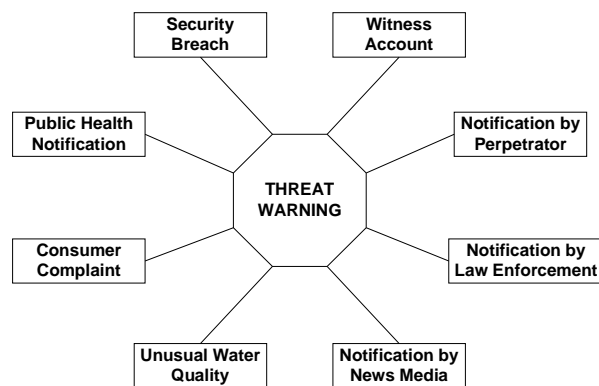 Security
Breach
Witness
Account
Public Health
Notification
Notification by
Perpetrator
THREAT
WARNING
Consumer
Complaint
Notification by
Law Enforcement
Unusual Water
Quality
Notification by
News Media